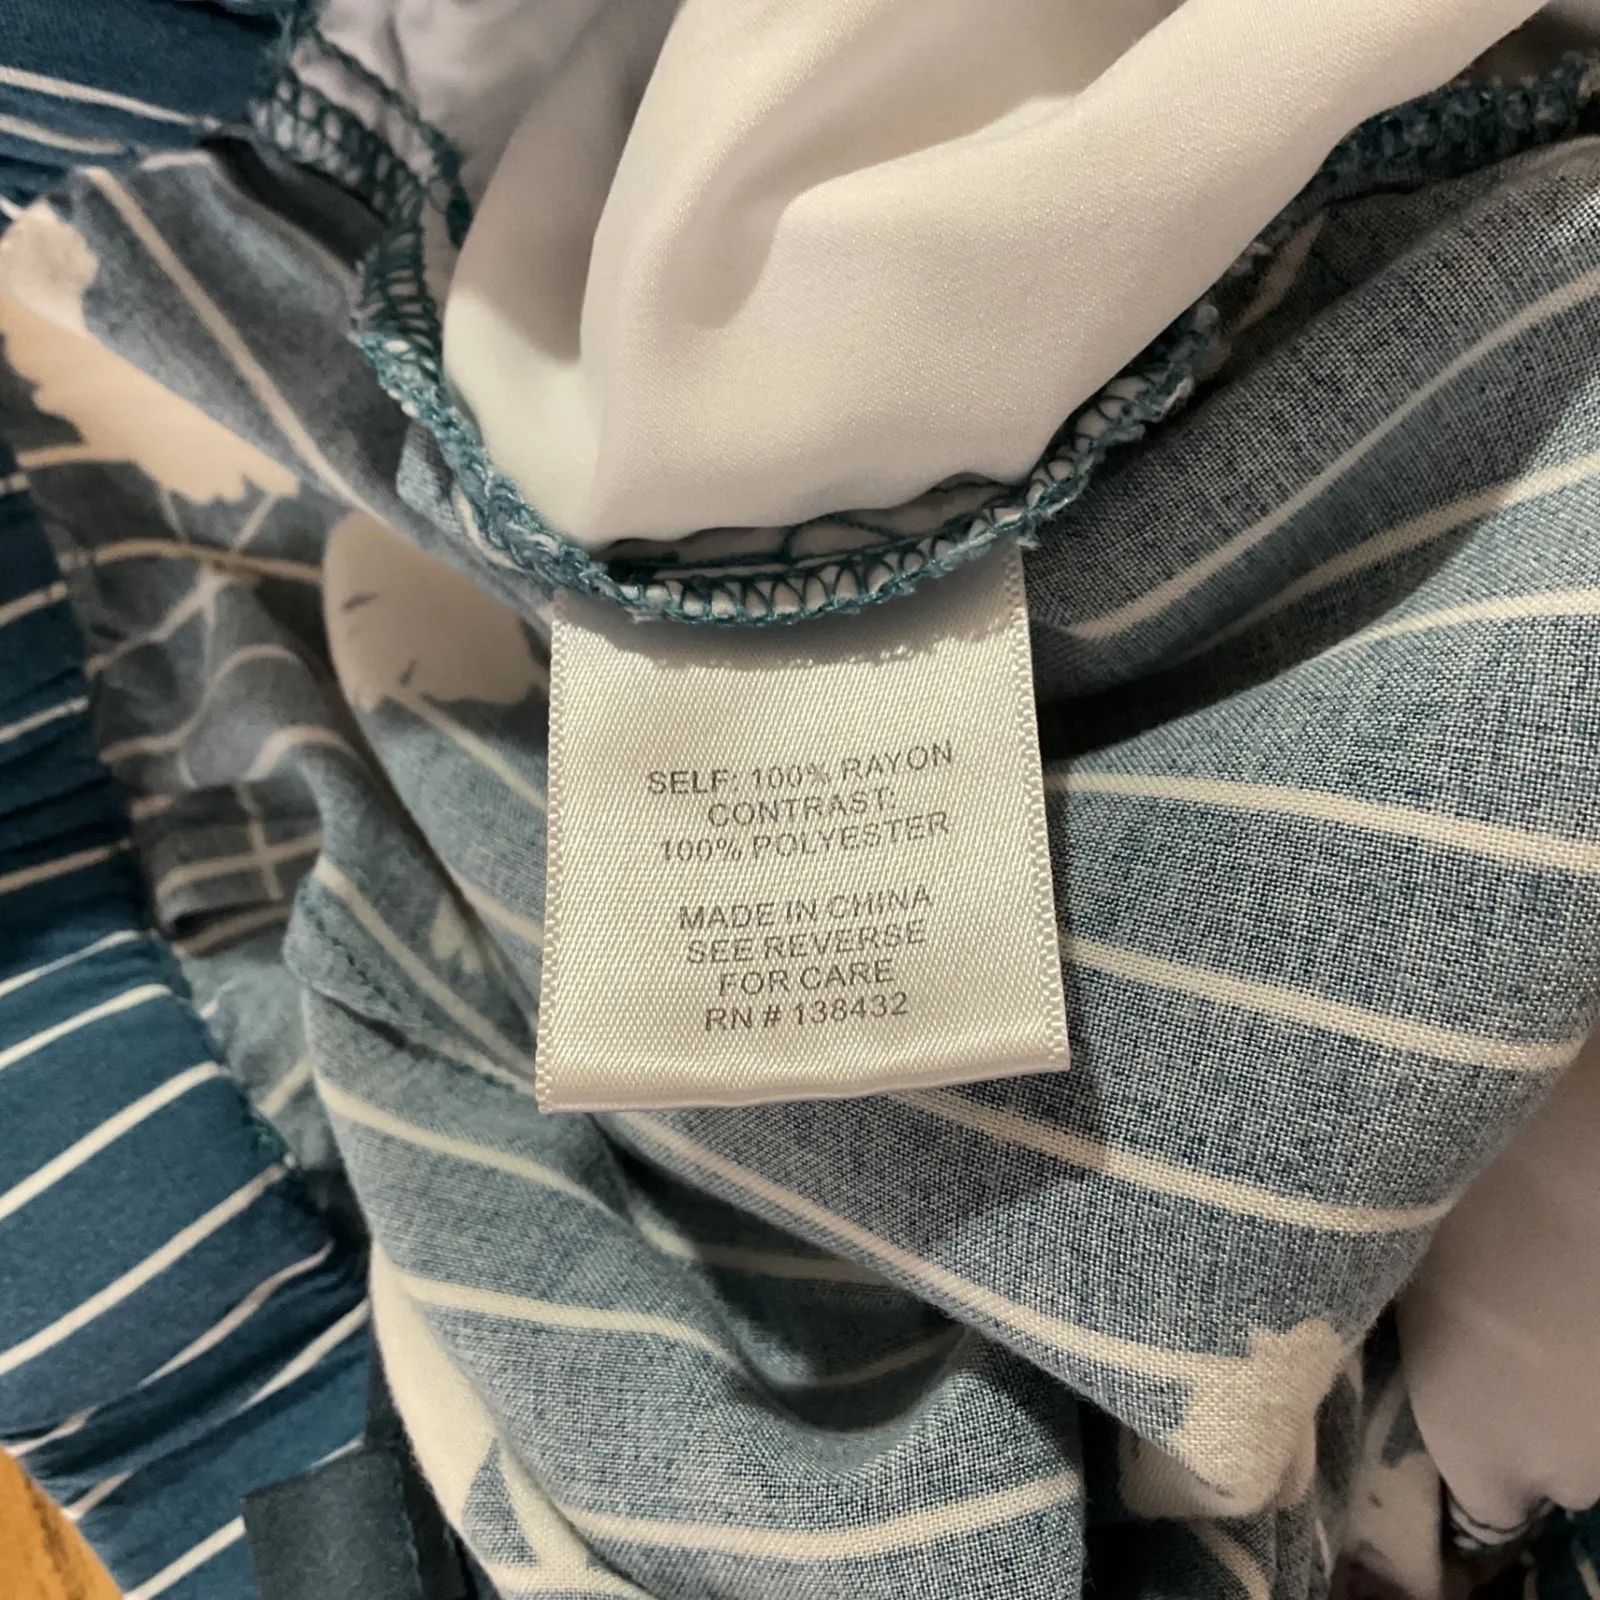 SELF: 100% RAYON
CONTRAST:
100% POLYESTER
MADE IN CHINA
SEE REVERSE
FOR CARE
RN # 138432